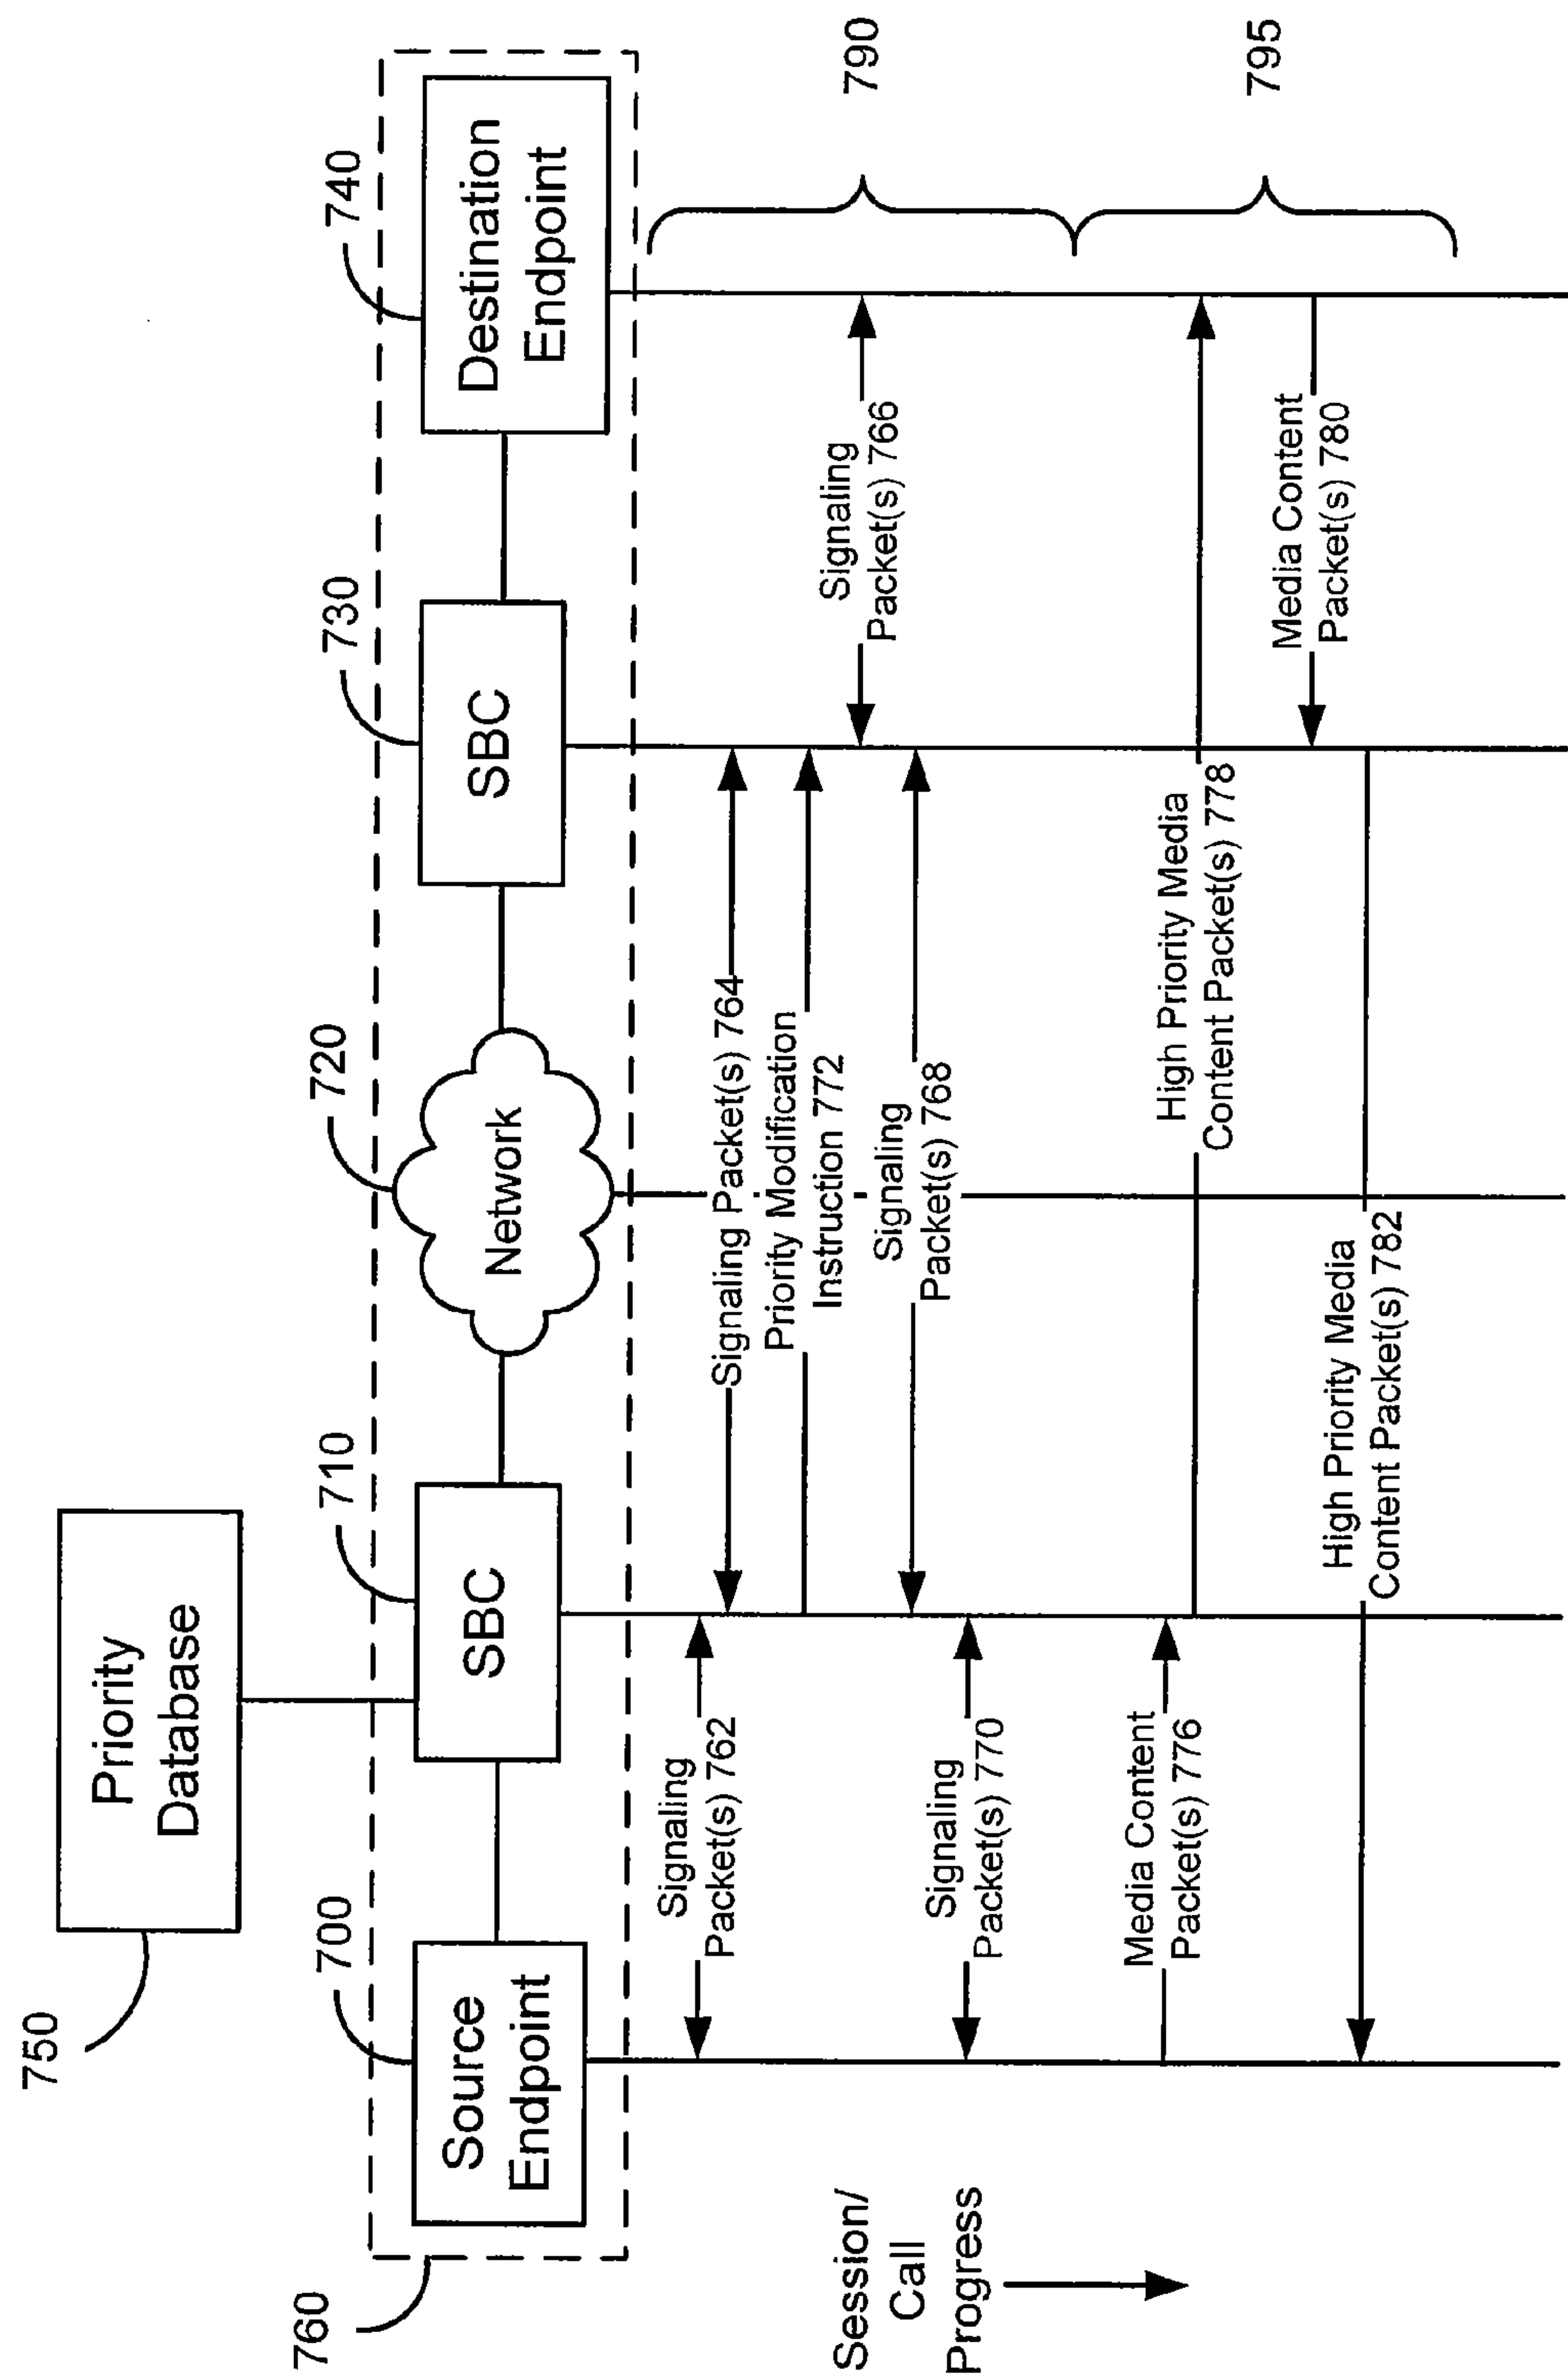 750
Priority
Database
760
700
710
720
730
740
Source
Endpoint
SBC
Network
SBC
Destination
Endpoint
Session/
Call
Progress
Signaling
Packet(s) 762
Signaling Packet(s) 764
Priority Modification
Instruction 772
Signaling
Packet(s) 766
Signaling
Packet(s) 768
Signaling
Packet(s) 770
790
Media Content
Packet(s) 776
High Priority Media
Content Packet(s) 778
Media Content
Packet(s) 780
High Priority Media
Content Packet(s) 782
795